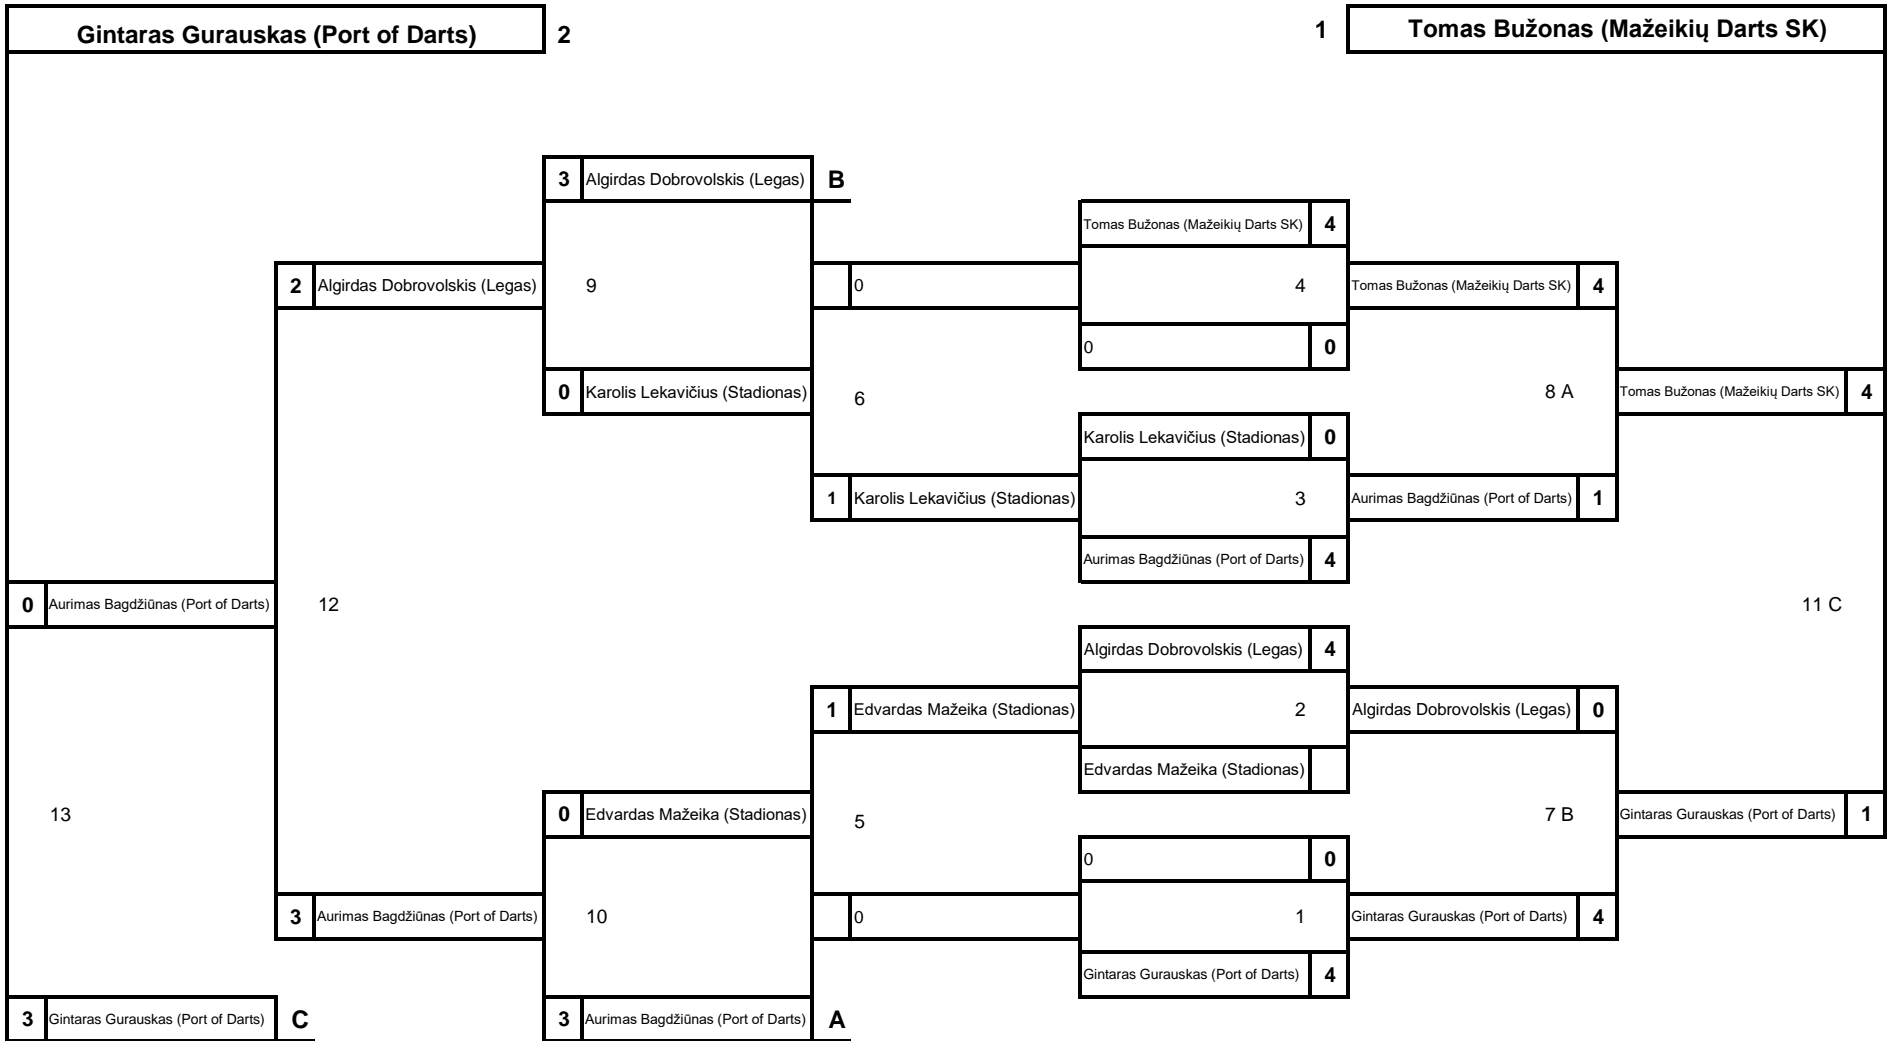 Gintaras Gurauskas (Port of Darts) 2 1 Tomas Bužonas (Mažeikių Darts SK)
3 Algirdas Dobrovolskis (Legas) B
Tomas Bužonas (Mažeikių Darts SK) 4
2 Algirdas Dobrovolskis (Legas) 9 0 4 Tomas Bužonas (Mažeikių Darts SK) 4
0 0
0 Karolis Lekavičius (Stadionas) 6 8 A Tomas Bužonas (Mažeikių Darts SK) 4
Karolis Lekavičius (Stadionas) 0
1 Karolis Lekavičius (Stadionas) 3 Aurimas Bagdžiūnas (Port of Darts) 1
Aurimas Bagdžiūnas (Port of Darts) 4
0 Aurimas Bagdžiūnas (Port of Darts) 12 11 C
Algirdas Dobrovolskis (Legas) 4
1 Edvardas Mažeika (Stadionas) 2 Algirdas Dobrovolskis (Legas) 0
Edvardas Mažeika (Stadionas)
13 0 Edvardas Mažeika (Stadionas) 5 7 B Gintaras Gurauskas (Port of Darts) 1
0 0
3 Aurimas Bagdžiūnas (Port of Darts) 10 0 1 Gintaras Gurauskas (Port of Darts) 4
Gintaras Gurauskas (Port of Darts) 4
3 Gintaras Gurauskas (Port of Darts) C 3 Aurimas Bagdžiūnas (Port of Darts) A